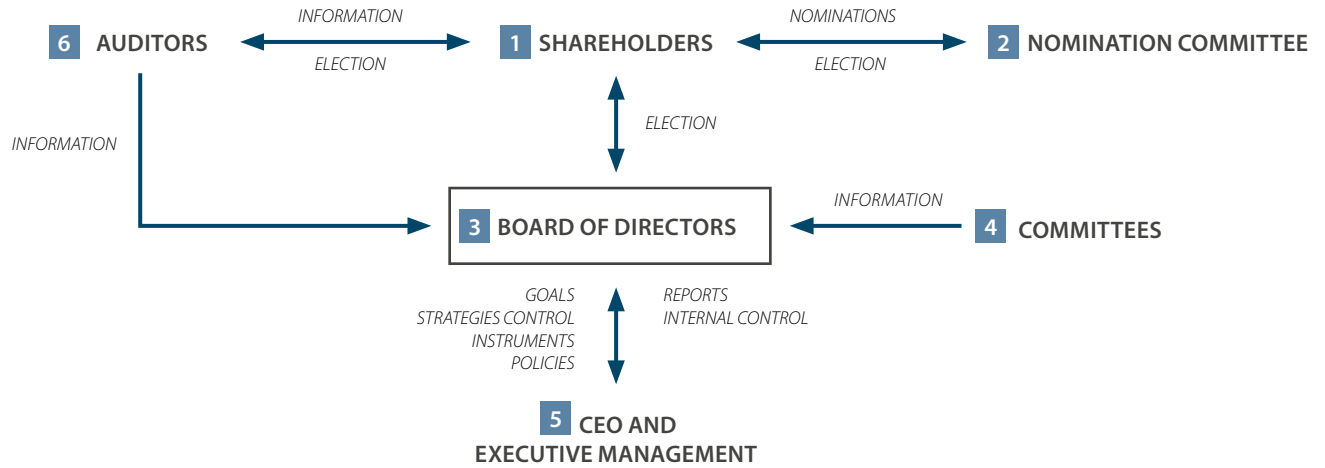 INFORMATION
NOMINATIONS
6 AUDITORS
1 SHAREHOLDERS
2 NOMINATION COMMITTEE
ELECTION
ELECTION
ELECTION
INFORMATION
INFORMATION
3 BOARD OF DIRECTORS
4 COMMITTEES
GOALS
STRATEGIES CONTROL
INSTRUMENTS
POLICIES
REPORTS
INTERNAL CONTROL
5 CEO AND
EXECUTIVE MANAGEMENT